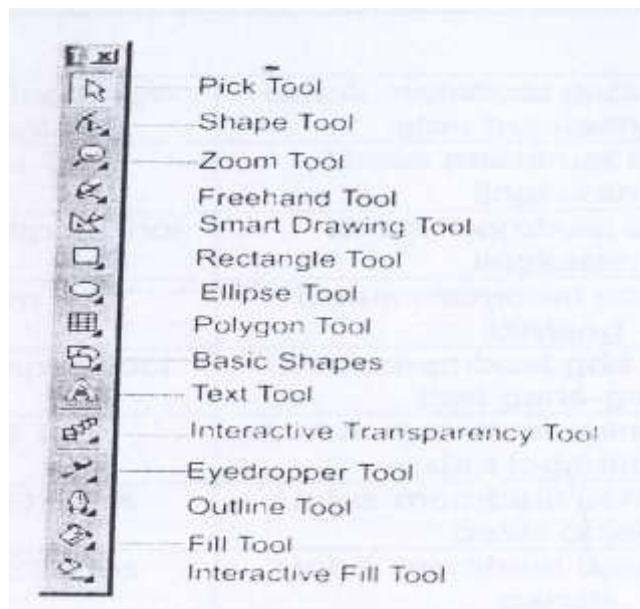 Pick Tool
Shape Tool
Zoom Tool
Freehand Tool
Smart Drawing Tool
Rectangle Tool
Ellipse Tool
Polygon Tool
Basic Shapes
Text Tool
Interactive Transparency Tool
Eyedropper Tool
Outline Tool
Fill Tool
Interactive Fill Tool